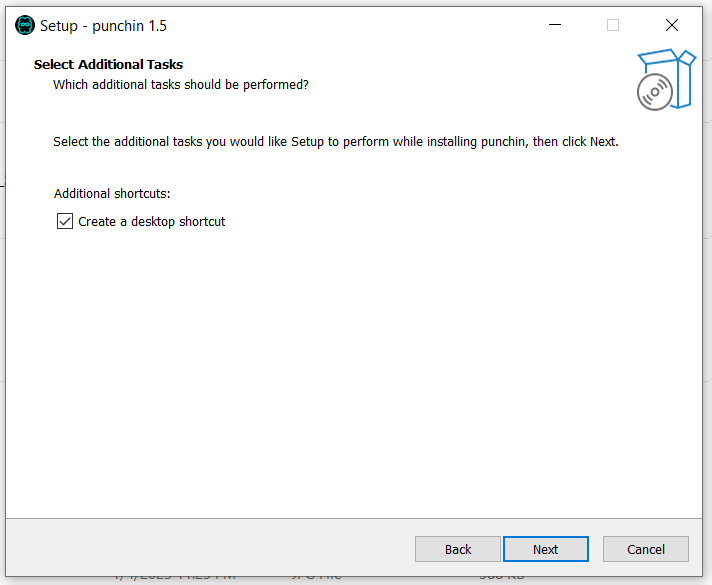 Setup - punchin 1.5
Select Additional Tasks
Which additional tasks should be performed?
Select the additional tasks you would like Setup to perform while installing punchin, then click Next.
Additional shortcuts:
Create a desktop shortcut
Back Next Cancel